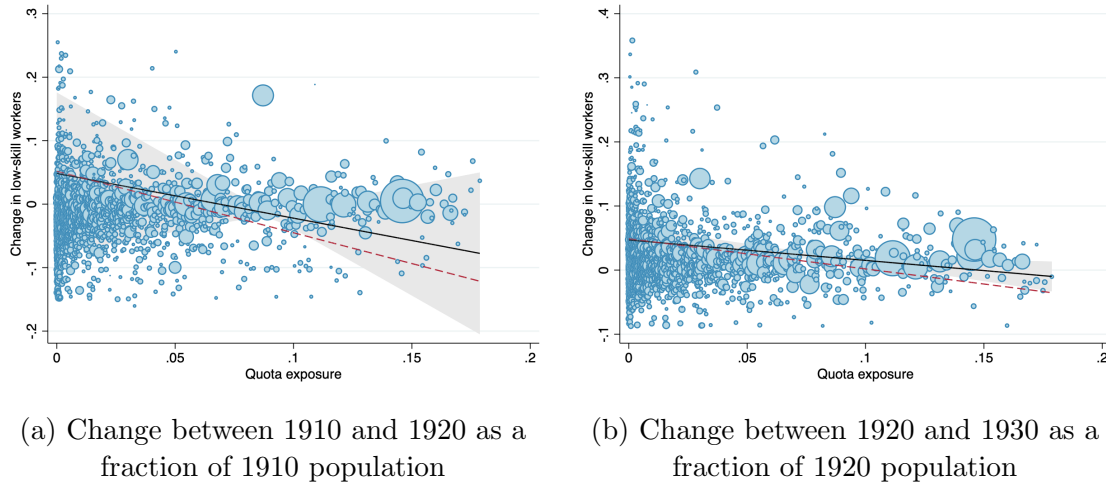 .3
.2
.1
0
-.1
-.2
Change in low-skill workers
0 .05 .1 .15 .2
Quota exposure
(a) Change between 1910 and 1920 as a
fraction of 1910 population
.4
.3
.2
.1
0
-.1
Change in low-skill workers
0 .05 .1 .15 .2
Quota exposure
(b) Change between 1920 and 1930 as a
fraction of 1920 population